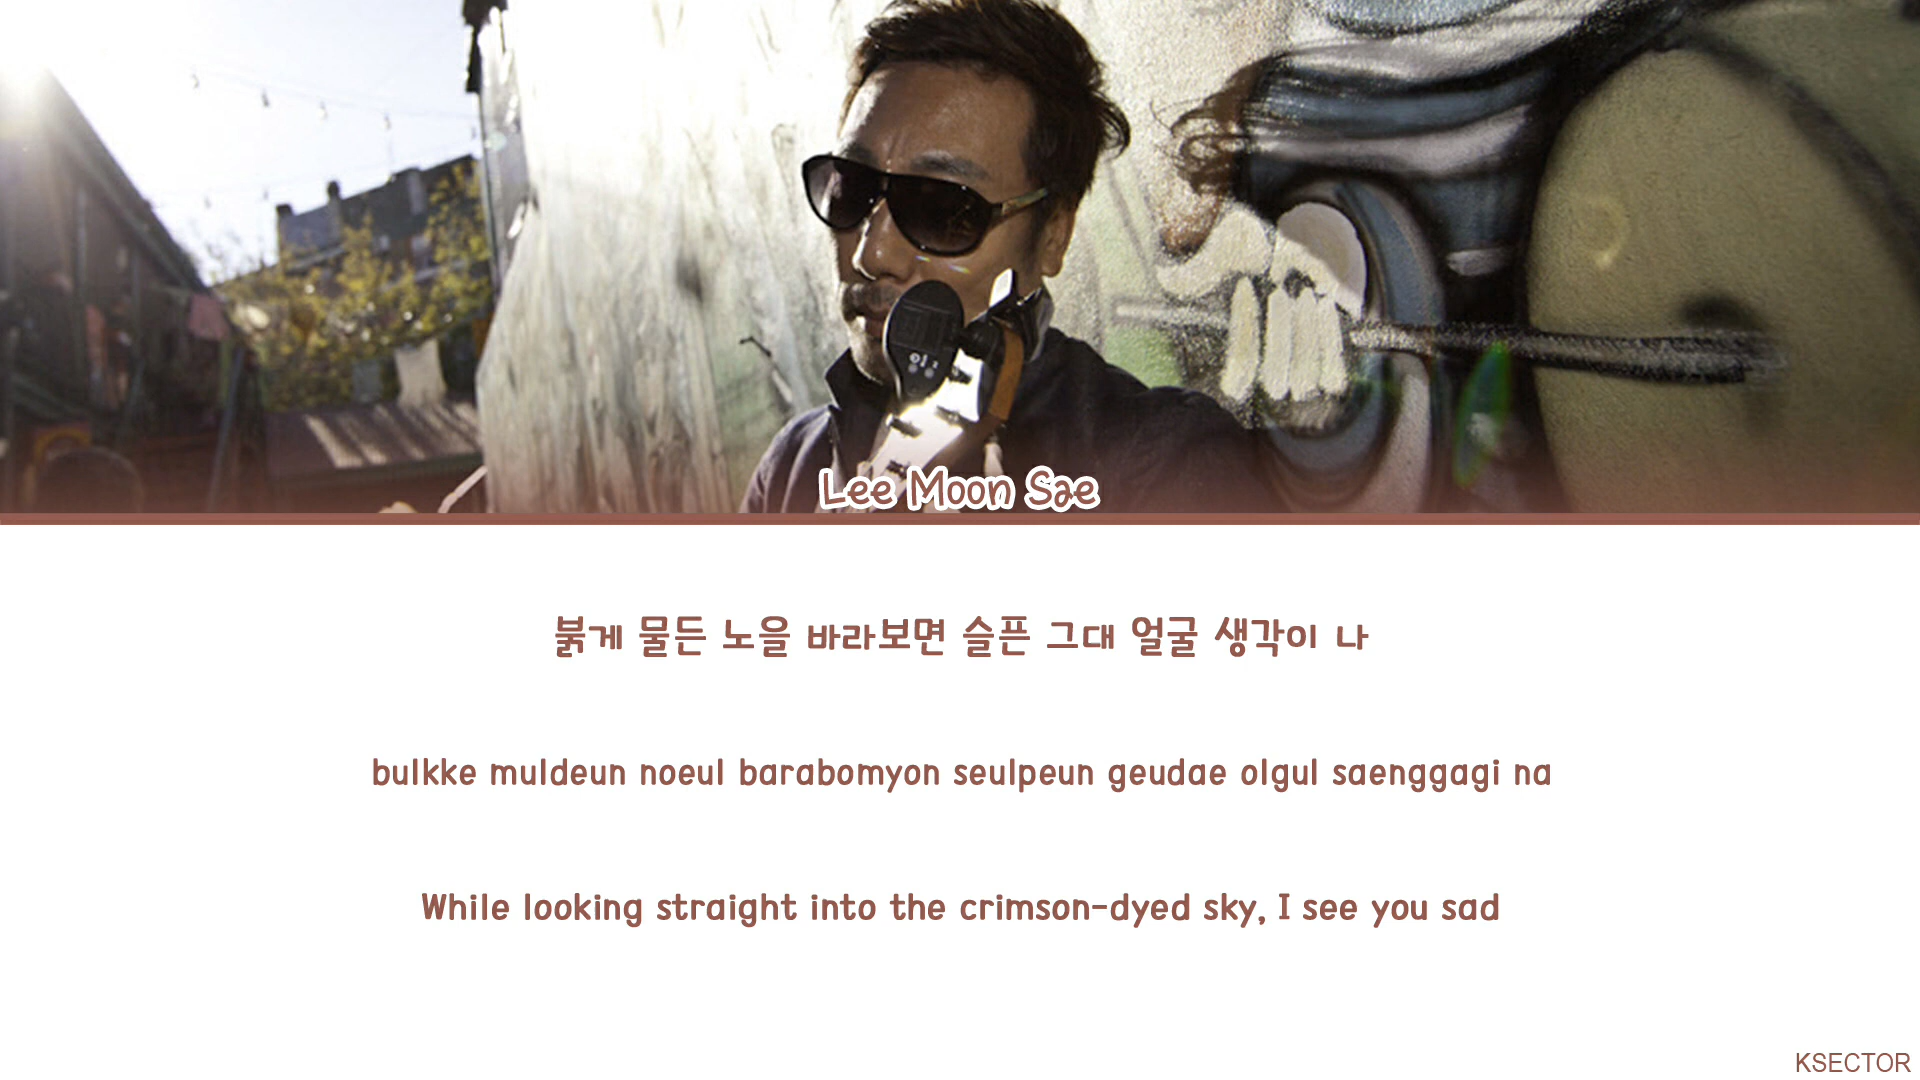 Lee Moon Sae
붉게 물든 노을 바라보면 슬픈 그대 얼굴 생각이 나
bulkke muldeun noeul barabomyon seulpeun geudae olgul saenggagi na
While looking straight into the crimson-dyed sky, I see you sad
KSECTOR